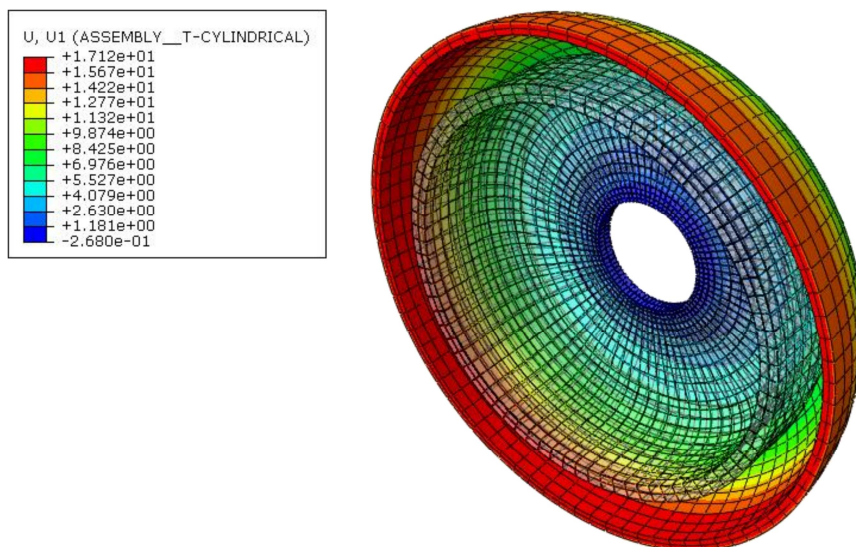 U, U1 (ASSEMBLY__T-CYLINDRICAL)
+1.712e+01
+1.567e+01
+1.422e+01
+1.277e+01
+1.132e+01
+9.874e+00
+8.425e+00
+6.976e+00
+5.527e+00
+4.079e+00
+2.630e+00
+1.181e+00
-2.680e-01